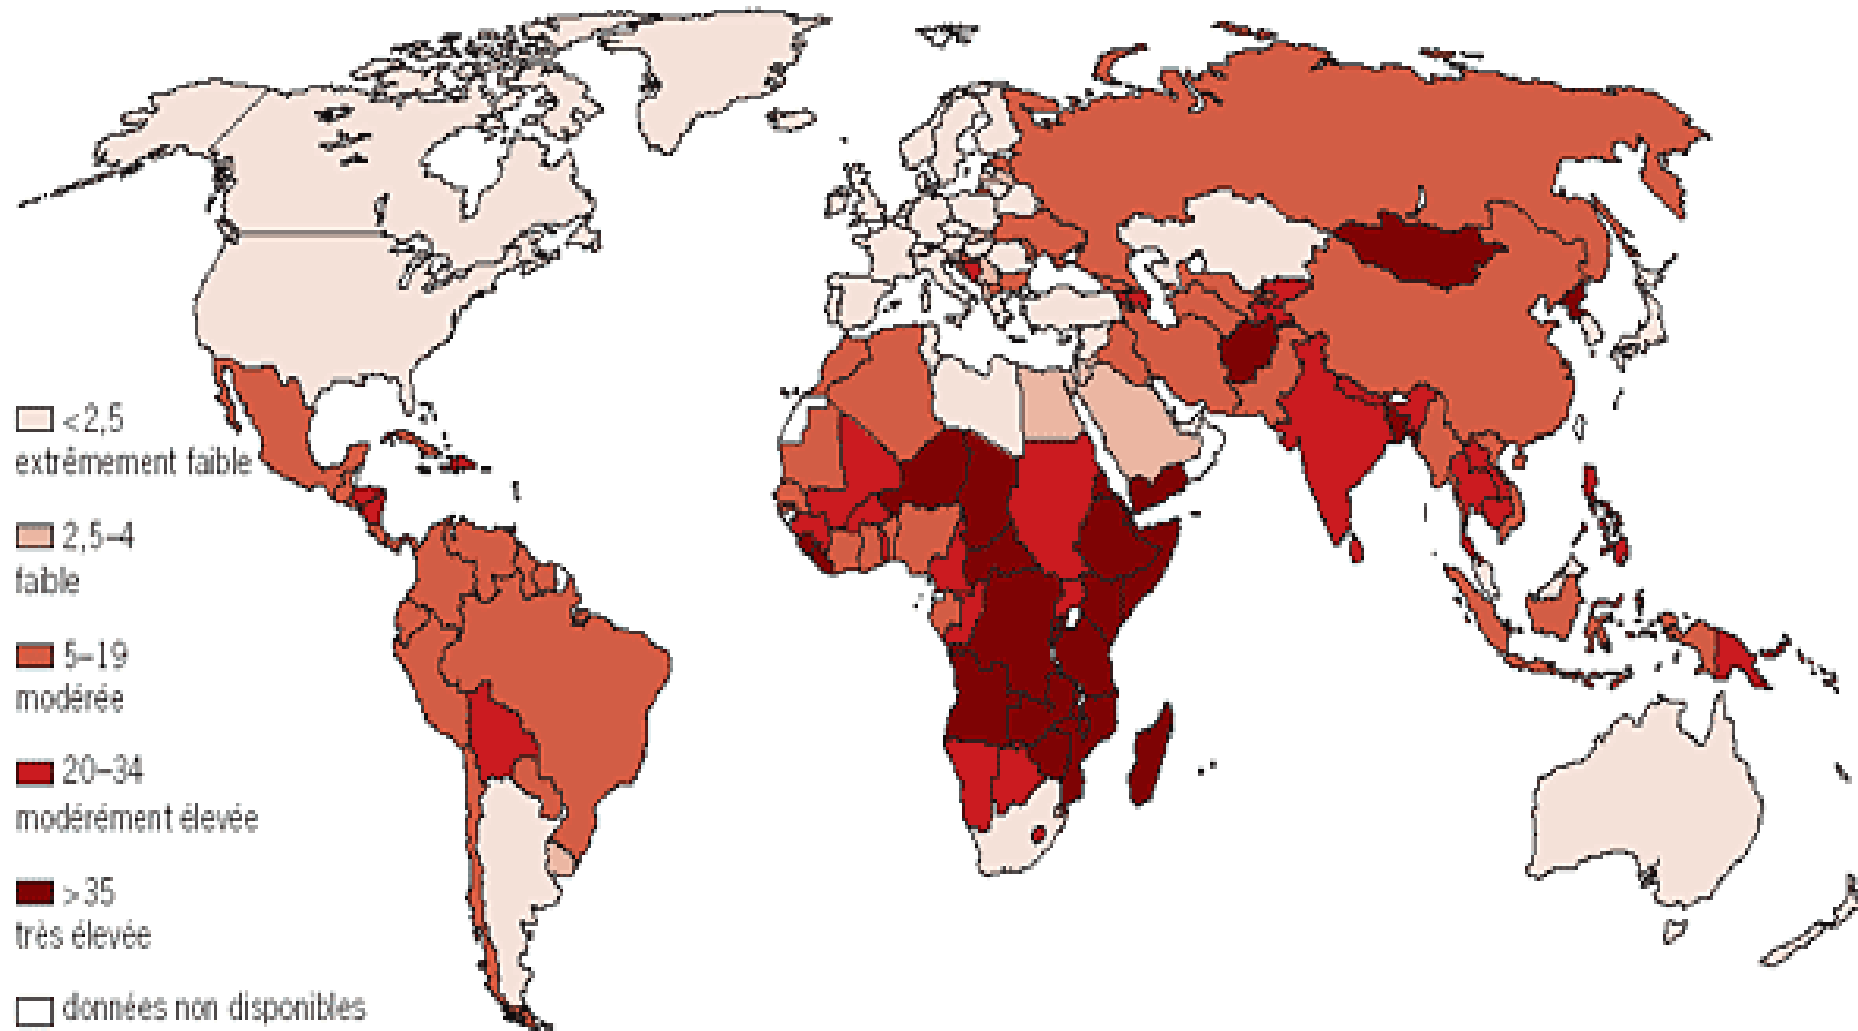 <2,5
extrêmement faible
2,5–4
faible
5–19
modérée
20–34
modérément élevée
>35
très élevée
données non disponibles